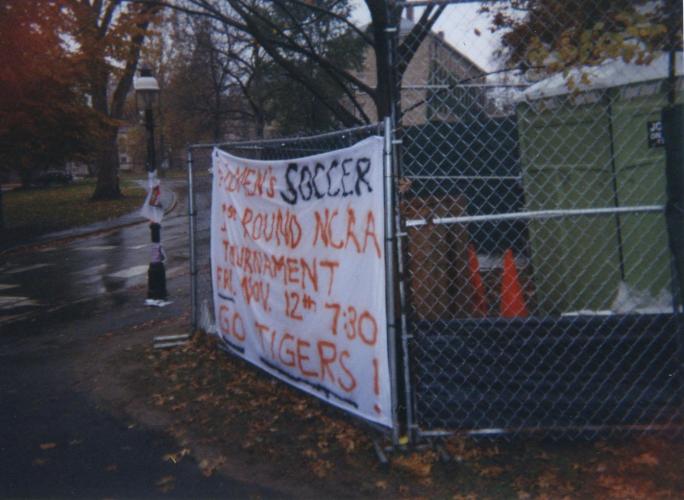 WOMEN'S SOCCER
1ST ROUND NCAA
TOURNAMENT
FRI. NOV. 12th 7:30
GO TIGERS!